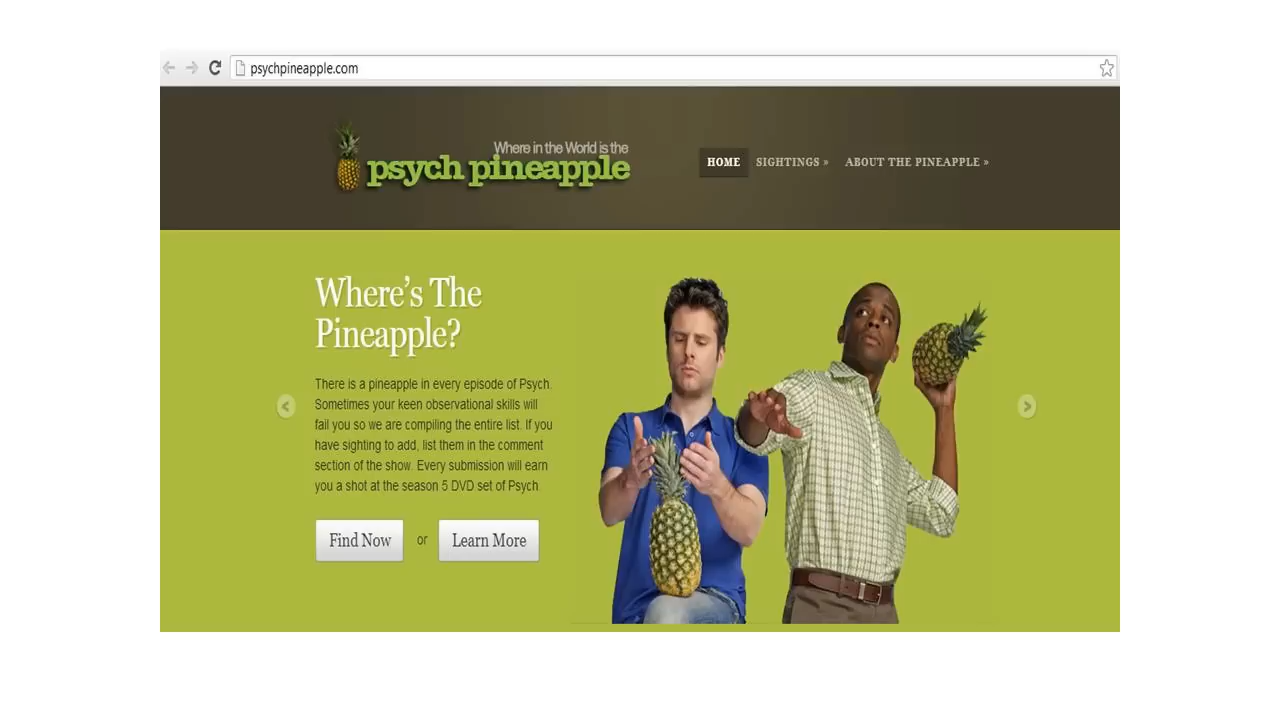 psychpineapple.com
Where in the World is the
psych pineapple
HOME
SIGHTINGS »
ABOUT THE PINEAPPLE »
Where's The
Pineapple?
There is a pineapple in every episode of Psych.
Sometimes your keen observational skills will
fail you so we are compiling the entire list. If you
have sighting to add, list them in the comment
section of the show. Every submission will earn
you a shot at the season 5 DVD set of Psych.
Find Now or Learn More